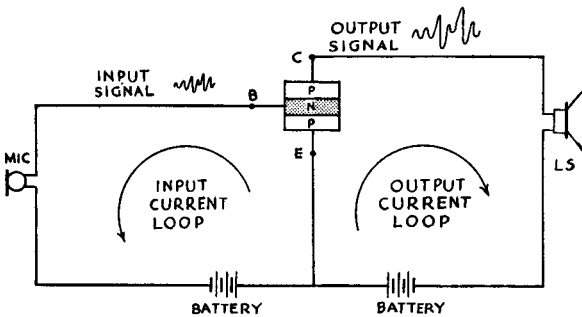 OUTPUT
SIGNAL
C
INPUT
SIGNAL
B
P
N
P
MIC
E
LS
INPUT
CURRENT
LOOP
OUTPUT
CURRENT
LOOP
BATTERY
BATTERY